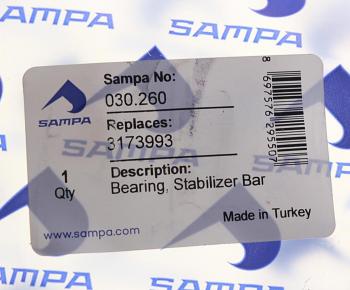 SAMPA
SAMPA
SAMPA
Sampa No:
030.260
Replaces:
3173993
1
Qty
Description:
Bearing, Stabilizer Bar
Made in Turkey
www.sampa.com
8 697576 295507
SAMPA
SAMPA
SAMPA